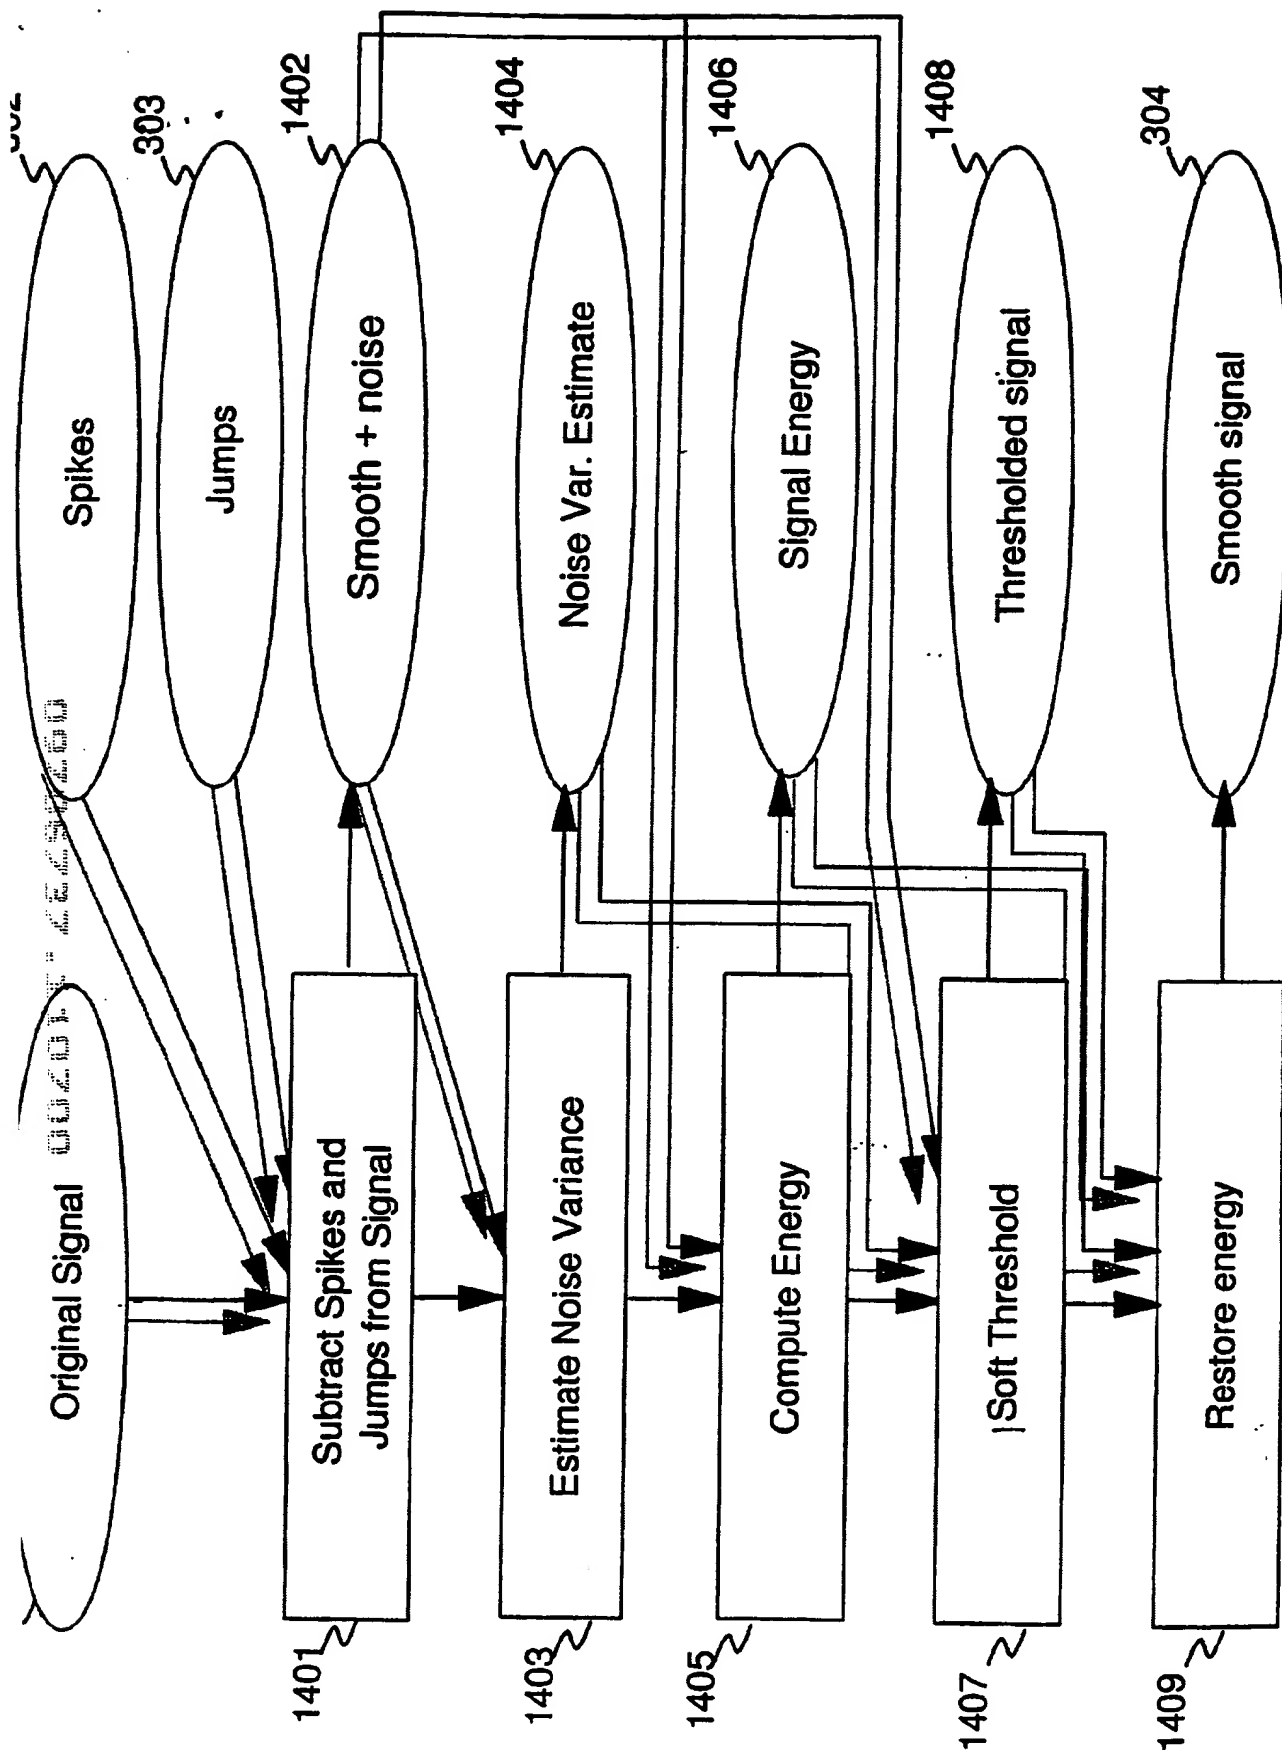 Original Signal
Spikes
303
Jumps
1401
Subtract Spikes and
Jumps from Signal
1402
Smooth + noise
1403
Estimate Noise Variance
1404
Noise Var. Estimate
1405
Compute Energy
1406
Signal Energy
1407
Soft Threshold
1408
Thresholded signal
1409
Restore energy
304
Smooth signal